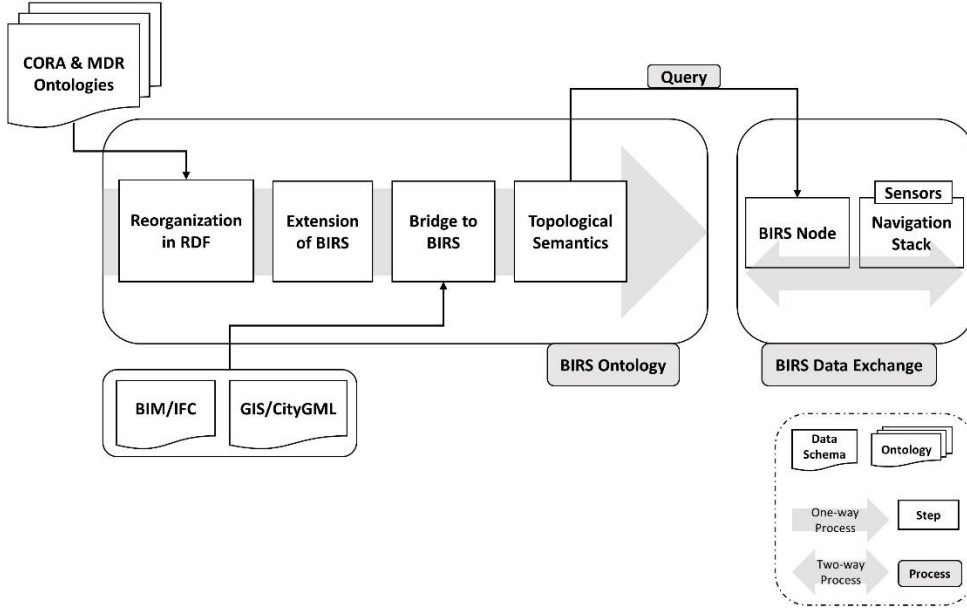 CORA & MDR
Ontologies
Query
Reorganization
in RDF
Extension
of BIRS
Bridge to
BIRS
Topological
Semantics
BIRS Node
Sensors
Navigation
Stack
BIRS Ontology
BIRS Data Exchange
BIM/IFC
GIS/CityGML
Data
Schema
Ontology
One-way
Process
Step
Two-way
Process
Process